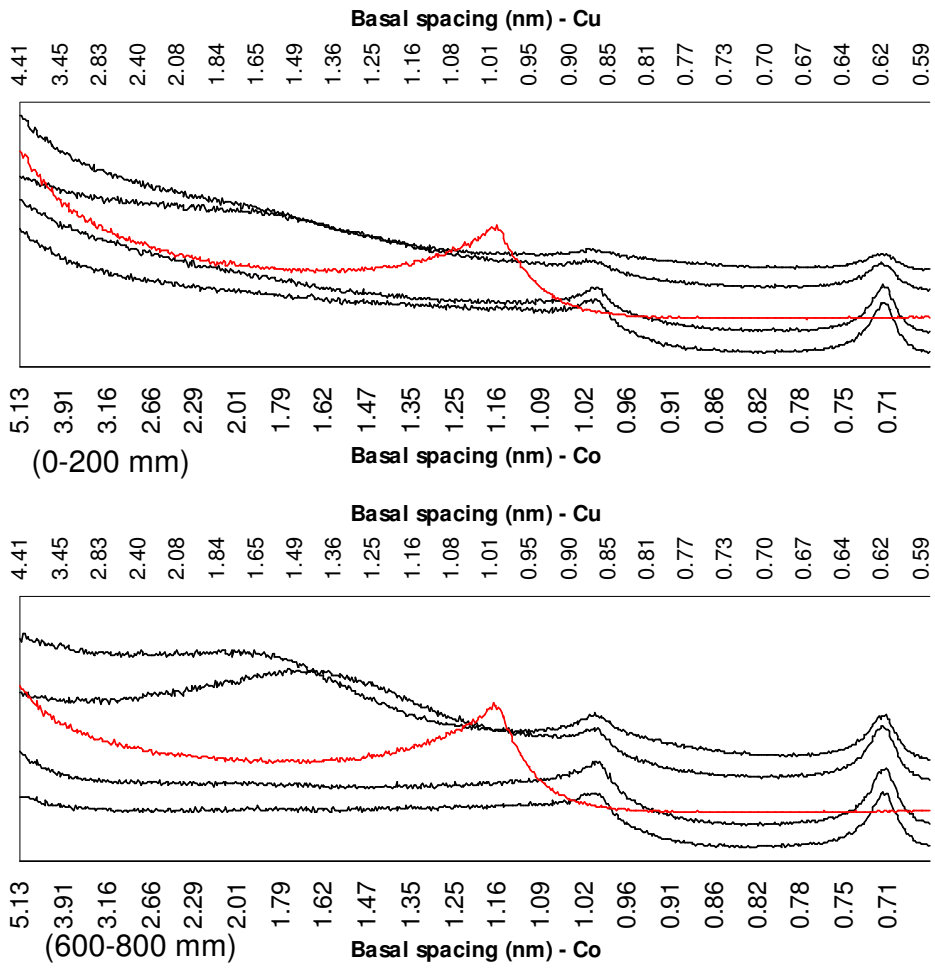 Basal spacing (nm) - Cu
4.41 3.45 2.83 2.40 2.08 1.84 1.65 1.49 1.36 1.25 1.16 1.08 1.01 0.95 0.90 0.85 0.81 0.77 0.73 0.70 0.67 0.64 0.62 0.59
5.13 3.91 3.16 2.66 2.29 2.01 1.79 1.62 1.47 1.35 1.25 1.16 1.09 1.02 0.96 0.91 0.86 0.82 0.78 0.75 0.71
(0-200 mm) Basal spacing (nm) - Co
Basal spacing (nm) - Cu
4.41 3.45 2.83 2.40 2.08 1.84 1.65 1.49 1.36 1.25 1.16 1.08 1.01 0.95 0.90 0.85 0.81 0.77 0.73 0.70 0.67 0.64 0.62 0.59
5.13 3.91 3.16 2.66 2.29 2.01 1.79 1.62 1.47 1.35 1.25 1.16 1.09 1.02 0.96 0.91 0.86 0.82 0.78 0.75 0.71
(600-800 mm) Basal spacing (nm) - Co